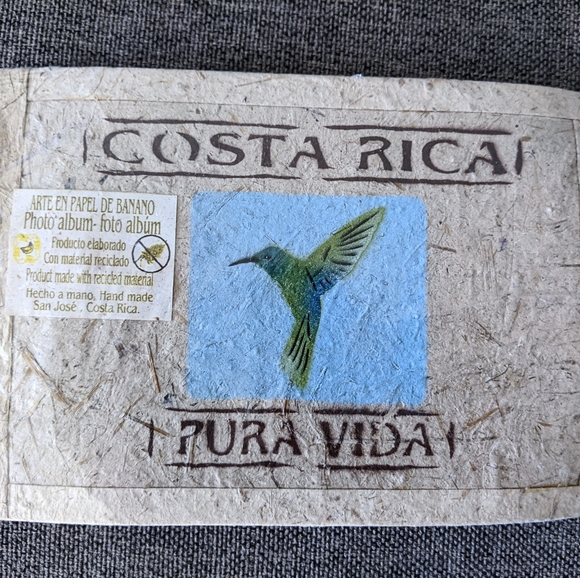 COSTA RICA
ARTE EN PAPEL DE BANANO
Photo album- foto album
Producto elaborado
Con material reciclado
Product made with recicled material
Hecho a mano, Hand made
San José . Costa Rica.
PURA VIDA